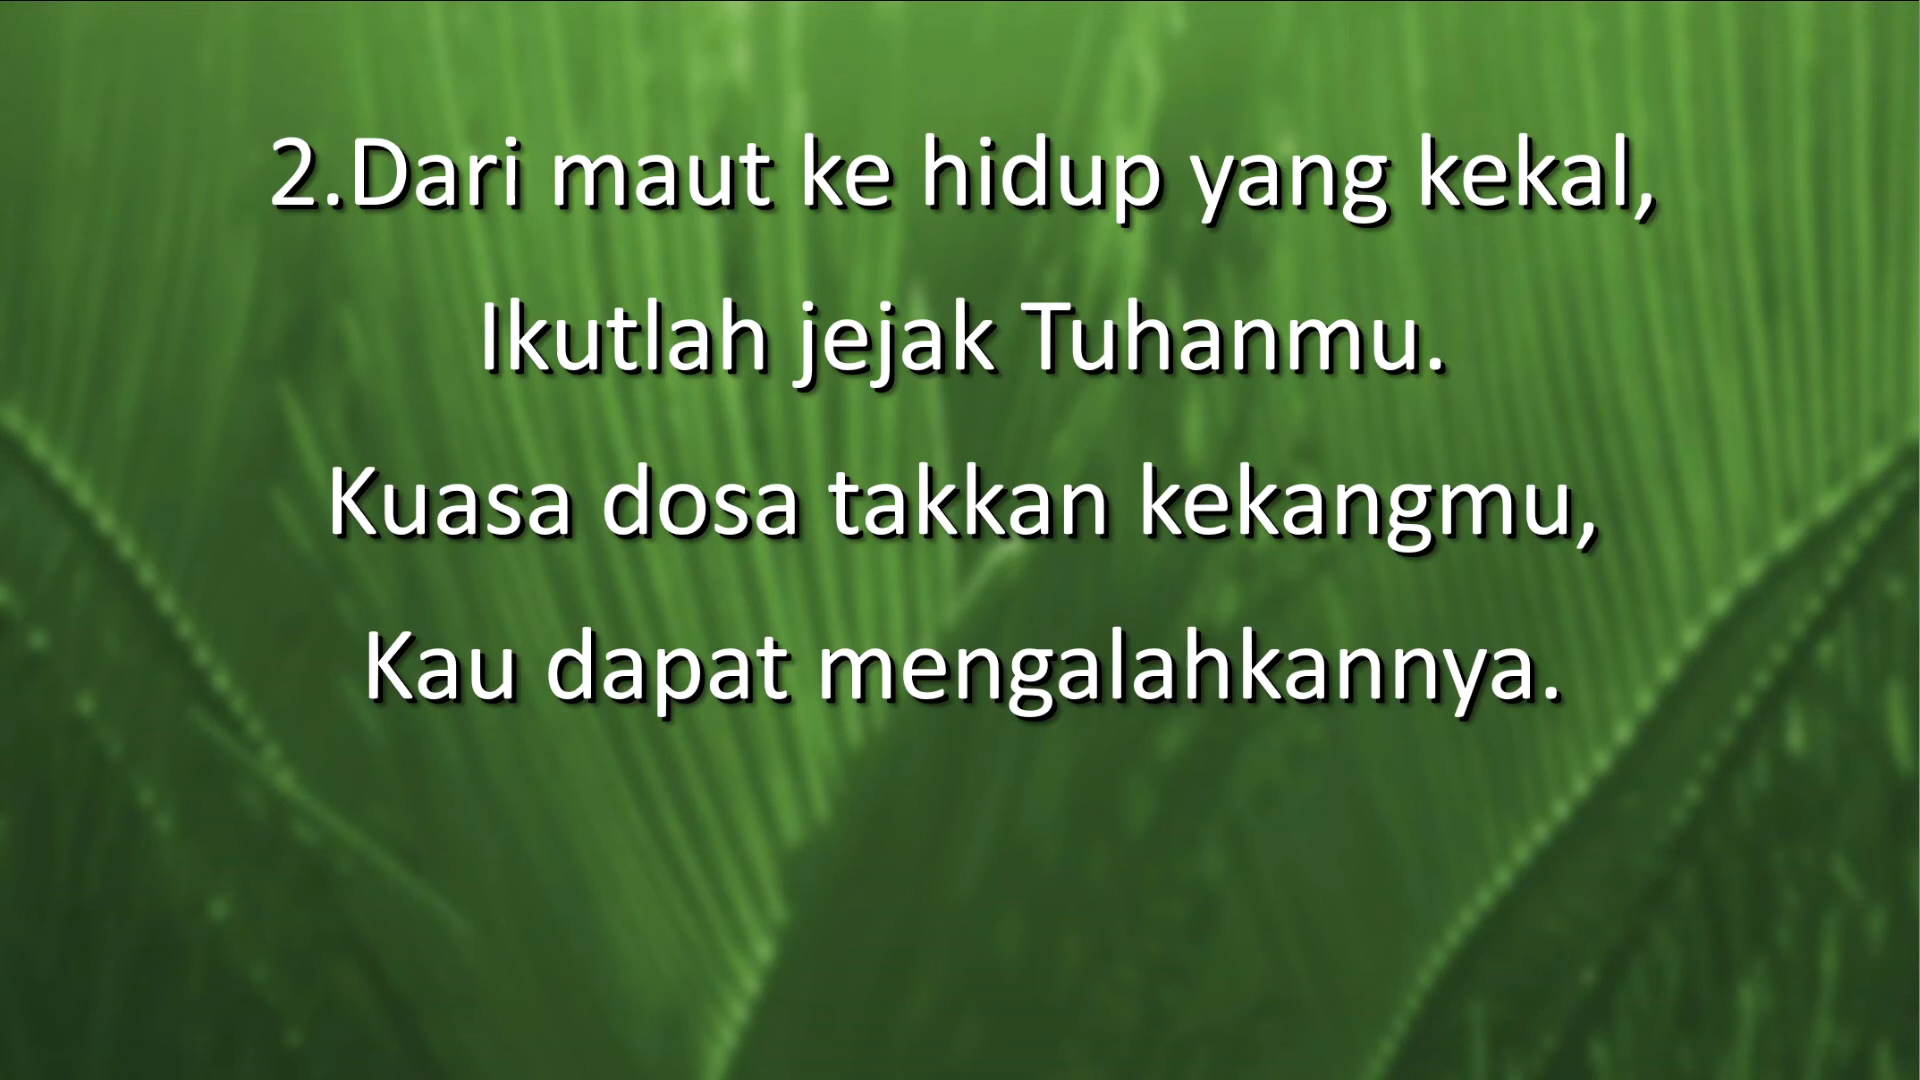 2.Dari maut ke hidup yang kekal,
Ikutlah jejak Tuhanmu.
Kuasa dosa takkan kekangmu,
Kau dapat mengalahkannya.